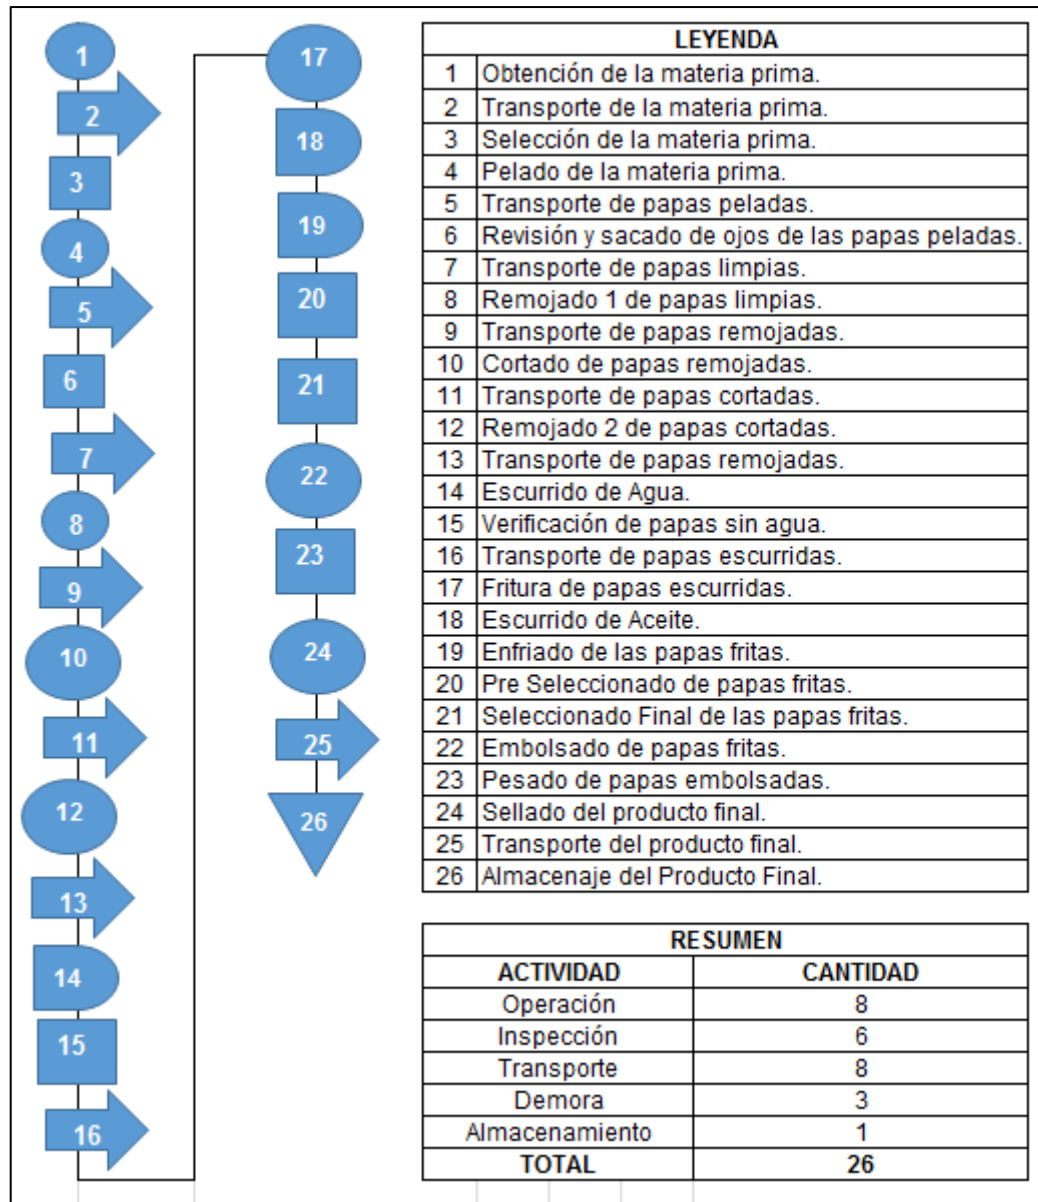 1
2
3
4
5
6
7
8
9
10
11
12
13
14
15
16
17
18
19
20
21
22
23
24
25
26
LEYENDA
1 Obtención de la materia prima.
2 Transporte de la materia prima.
3 Selección de la materia prima.
4 Pelado de la materia prima.
5 Transporte de papas peladas.
6 Revisión y sacado de ojos de las papas peladas.
7 Transporte de papas limpias.
8 Remojado 1 de papas limpias.
9 Transporte de papas remojadas.
10 Cortado de papas remojadas.
11 Transporte de papas cortadas.
12 Remojado 2 de papas cortadas.
13 Transporte de papas remojadas.
14 Escurrido de Agua.
15 Verificación de papas sin agua.
16 Transporte de papas escurridas.
17 Fritura de papas escurridas.
18 Escurrido de Aceite.
19 Enfriado de las papas fritas.
20 Pre Seleccionado de papas fritas.
21 Seleccionado Final de las papas fritas.
22 Embolsado de papas fritas.
23 Pesado de papas embolsadas.
24 Sellado del producto final.
25 Transporte del producto final.
26 Almacenaje del Producto Final.
RESUMEN
ACTIVIDAD CANTIDAD
Operación 8
Inspección 6
Transporte 8
Demora 3
Almacenamiento 1
TOTAL 26